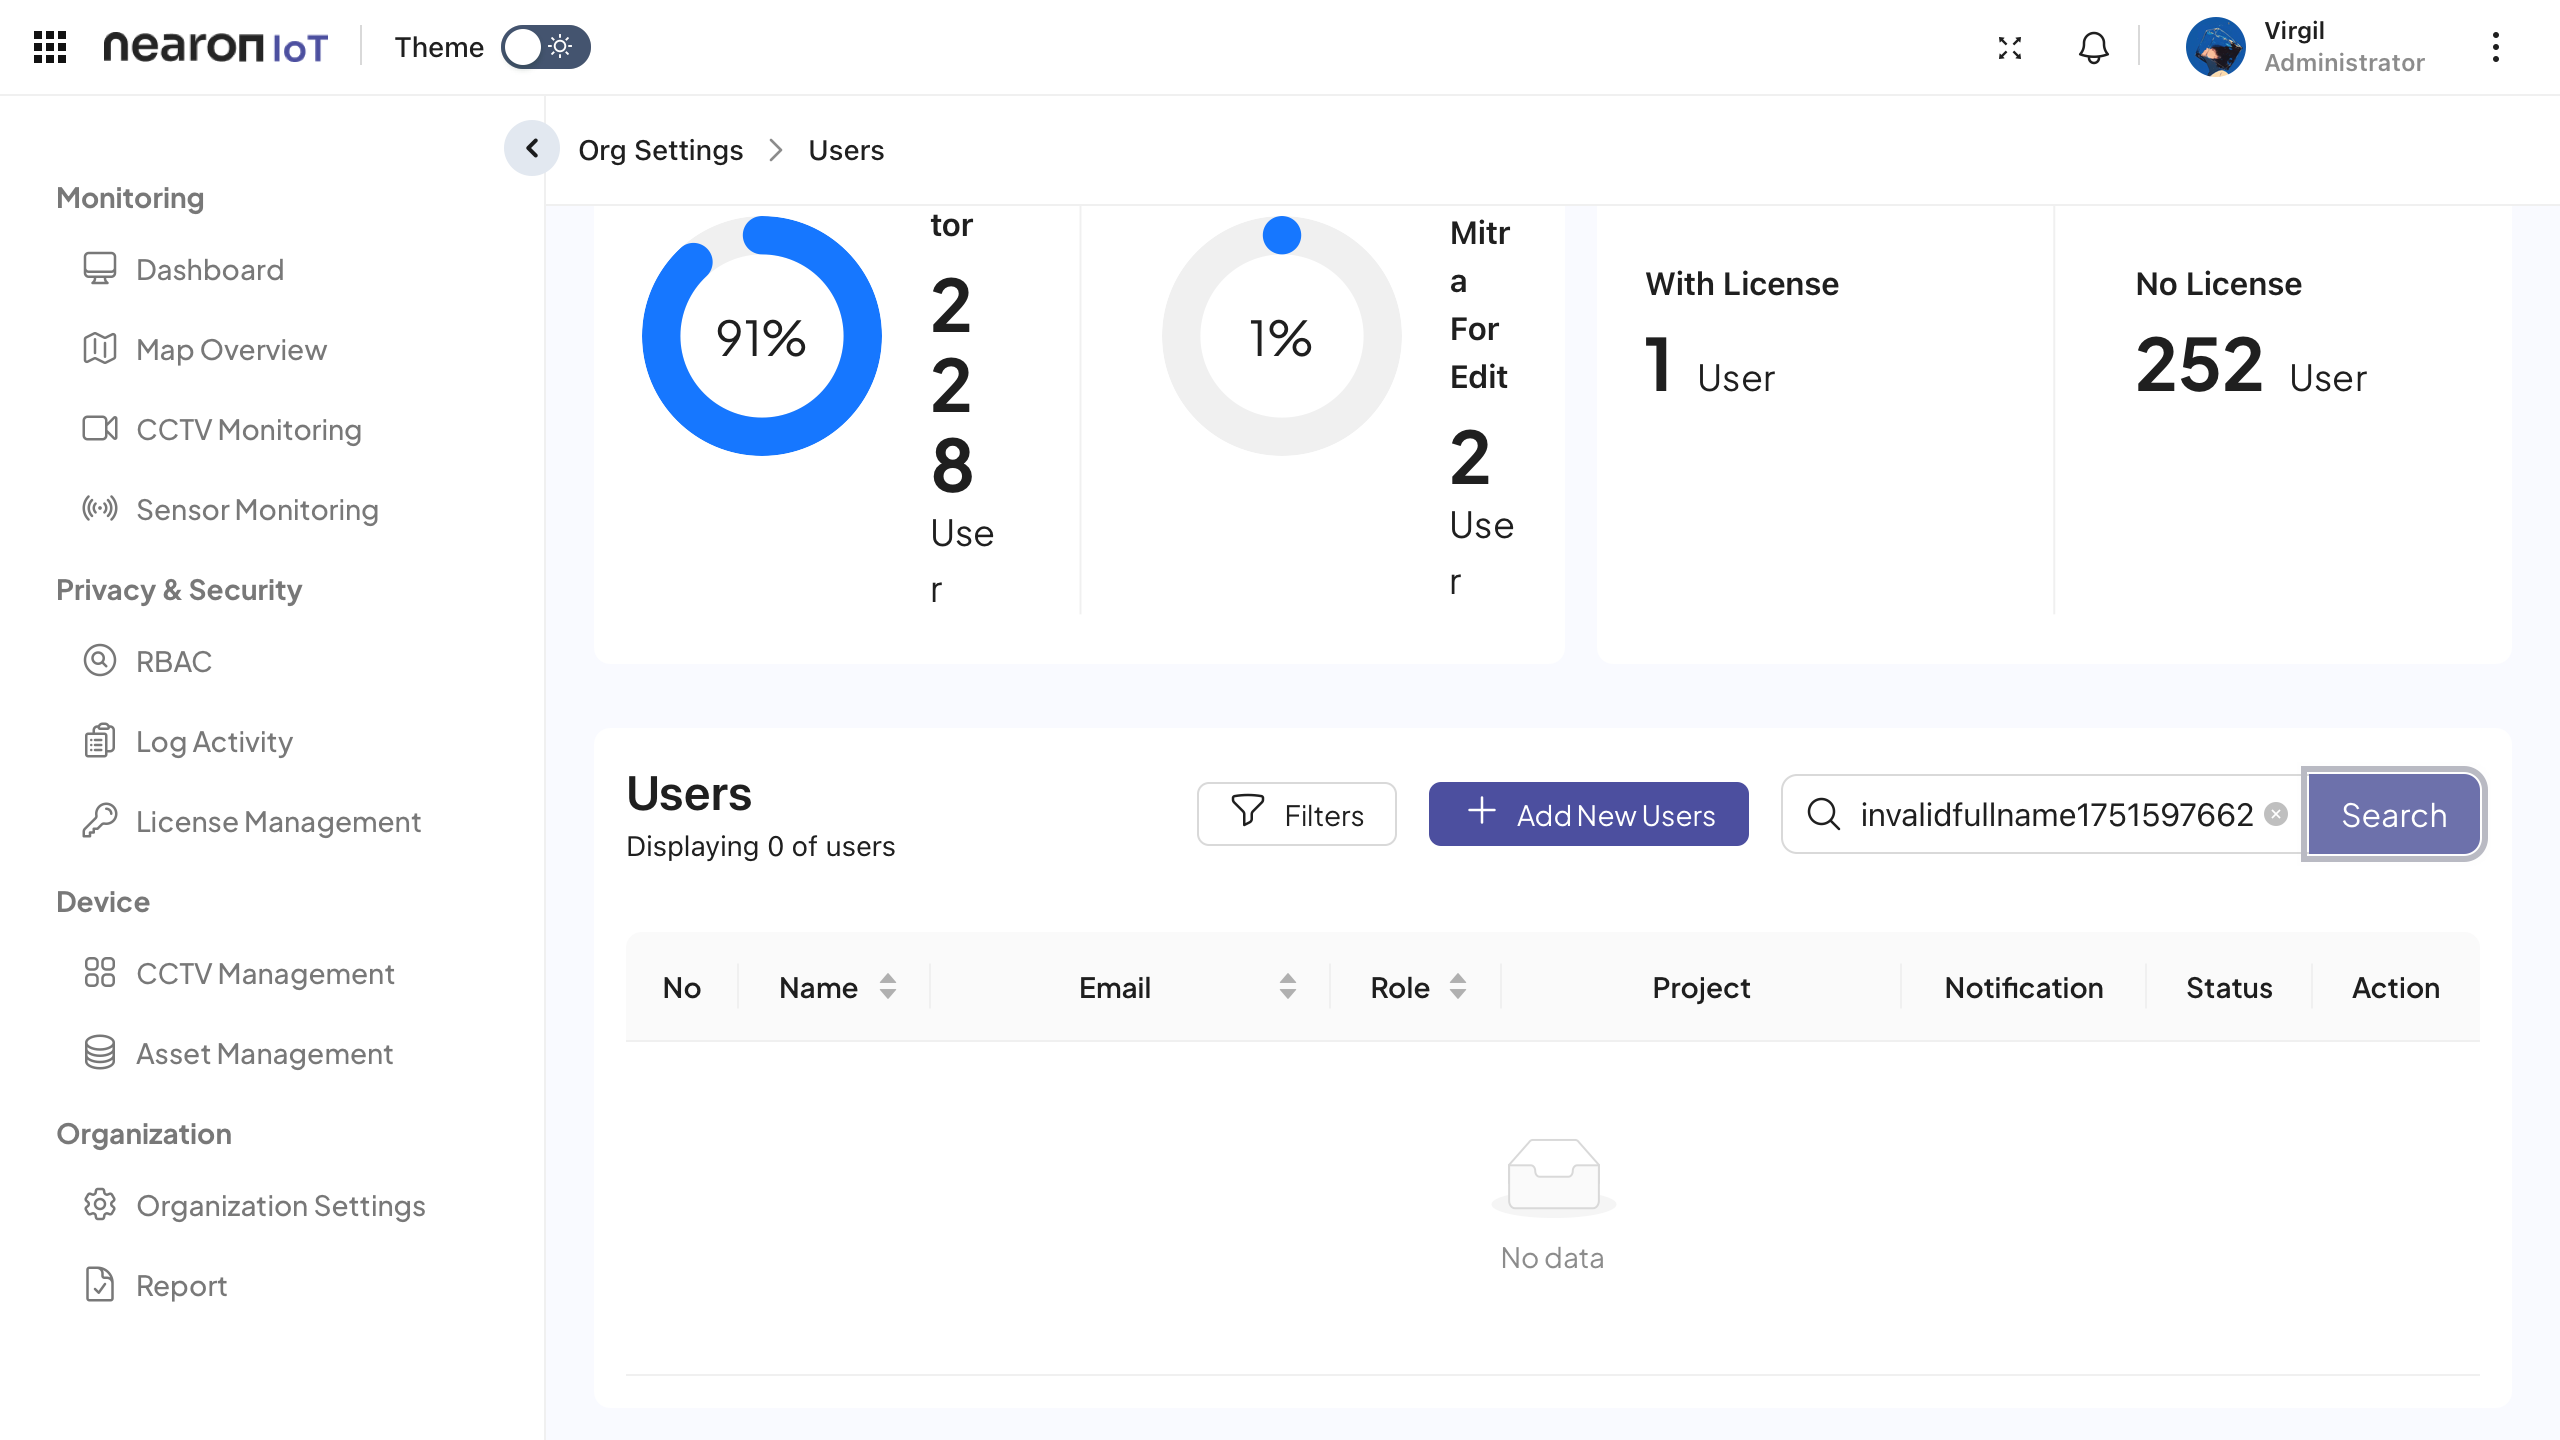 nearon IoT
Theme
Virgil
Administrator
Org Settings
Users
Monitoring
Dashboard
Map Overview
CCTV Monitoring
Sensor Monitoring
Privacy & Security
RBAC
Log Activity
License Management
Device
CCTV Management
Asset Management
Organization
Organization Settings
Report
91%
tor
2
2
8
Use
r
1%
Mitr
a
For
Edit
2
Use
r
With License
1 User
No License
252 User
Users
Displaying 0 of users
Filters
Add New Users
invalidfullname1751597662
Search
No
Name
Email
Role
Project
Notification
Status
Action
No data